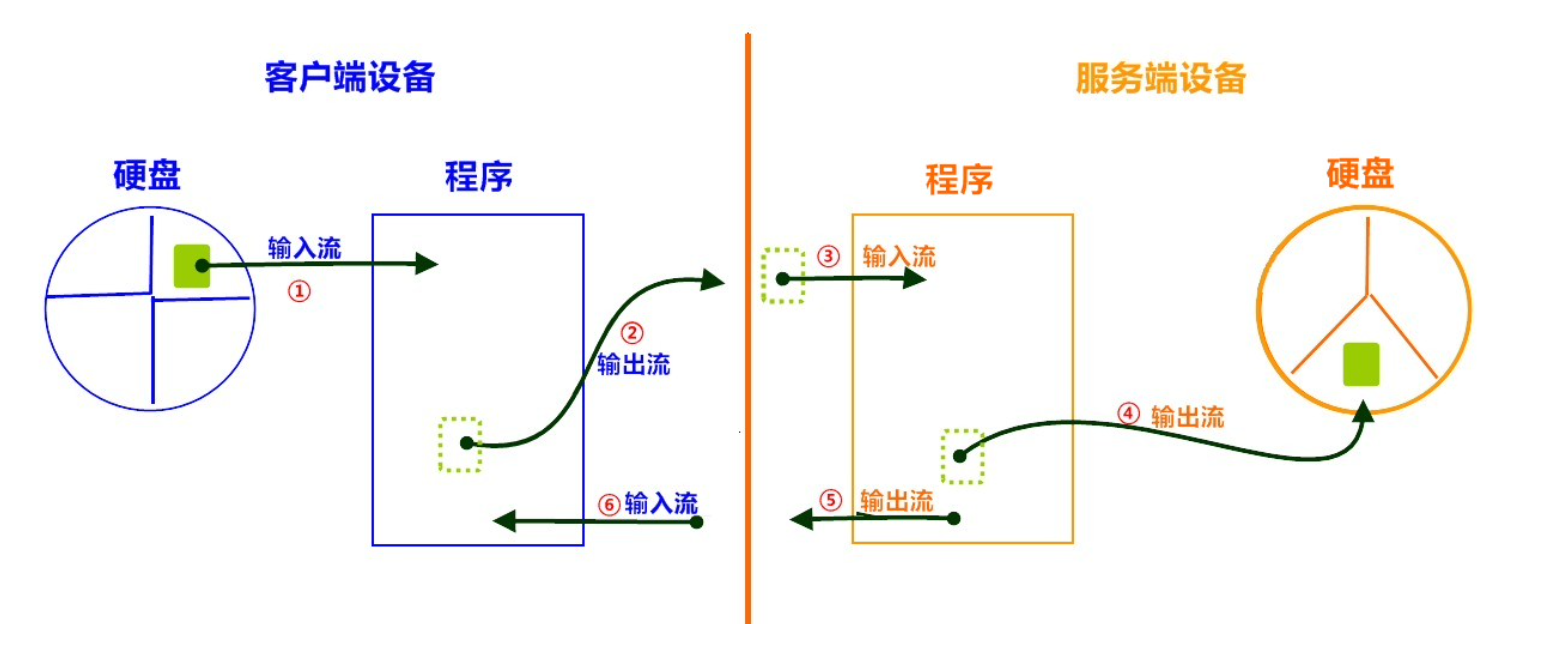 客户端设备
服务端设备
硬盘
程序
程序
硬盘
输入流
①
②
输出流
⑥输入流
③ 输入流
④ 输出流
⑤ 输出流